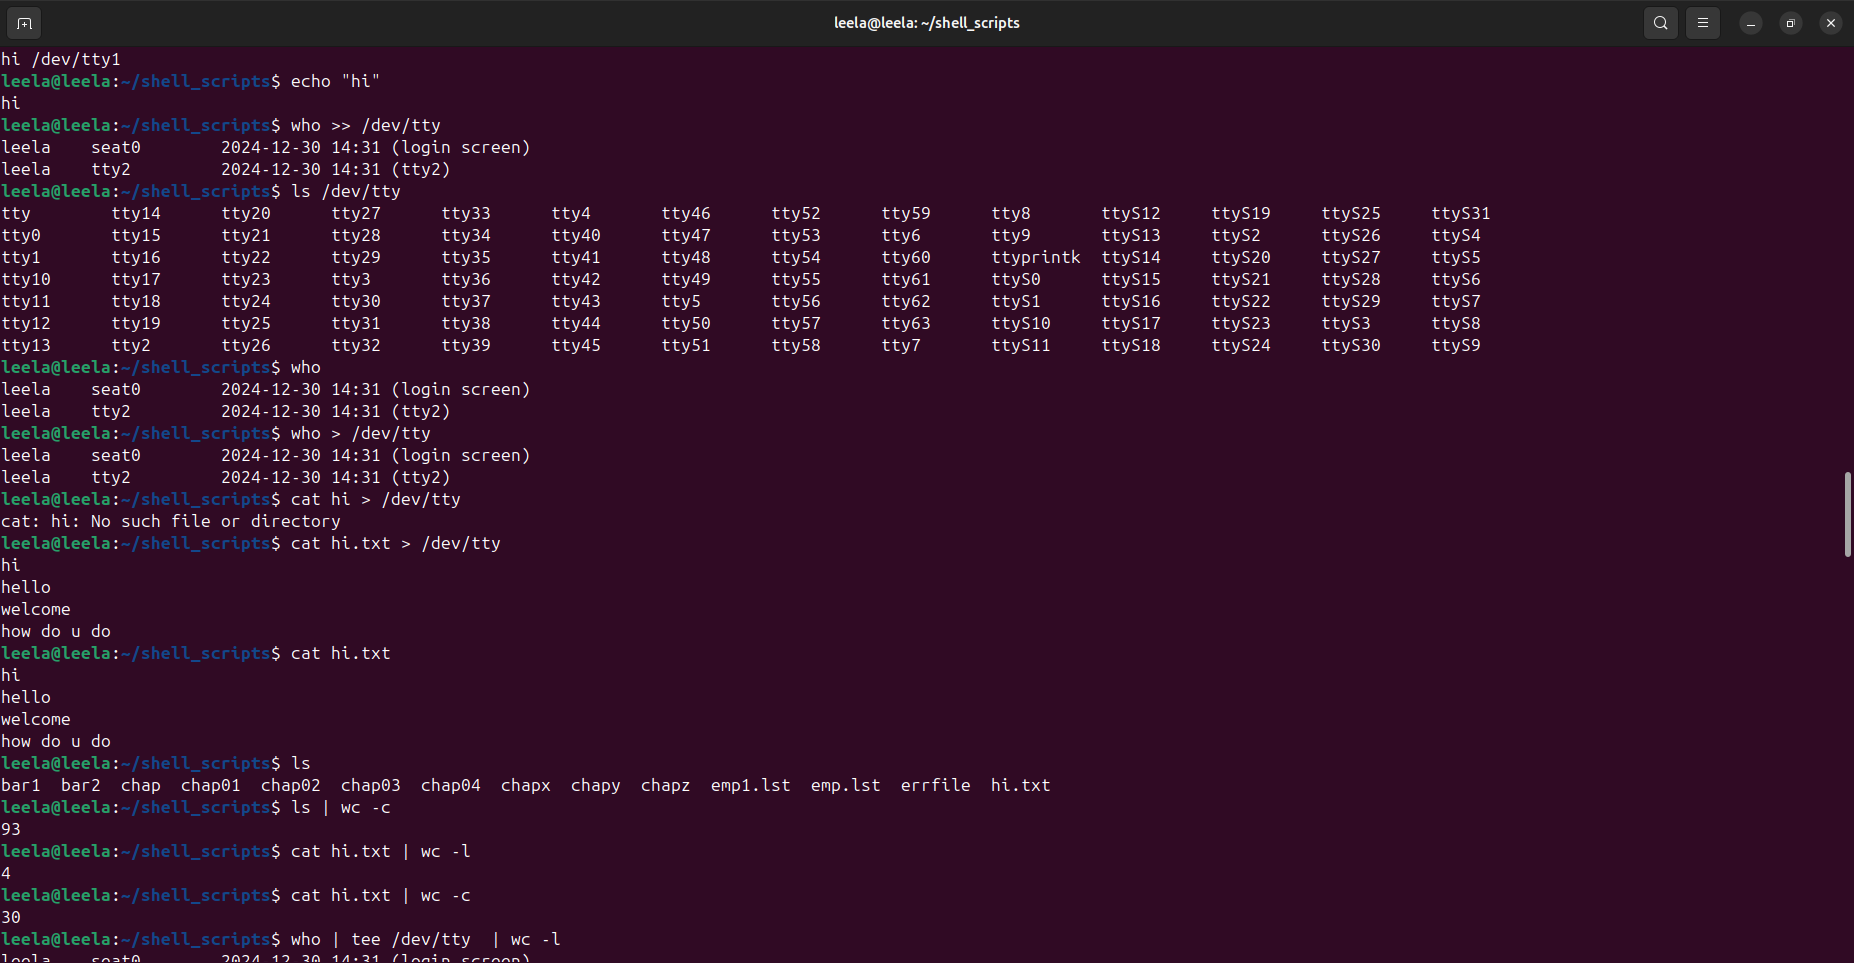 leela@leela: ~/shell_scripts
hi /dev/tty1
leela@leela:~/shell_scripts$ echo "hi"
hi
leela@leela:~/shell_scripts$ who >> /dev/tty
leela    seat0        2024-12-30 14:31 (login screen)
leela    tty2         2024-12-30 14:31 (tty2)
leela@leela:~/shell_scripts$ ls /dev/tty
tty        tty14      tty20      tty27      tty33      tty4       tty46      tty52      tty59      tty8       ttyS12     ttyS19     ttyS25     ttyS31
tty0       tty15      tty21      tty28      tty34      tty40      tty47      tty53      tty6       tty9       ttyS13     ttyS2      ttyS26     ttyS4
tty1       tty16      tty22      tty29      tty35      tty41      tty48      tty54      tty60      ttyprintk  ttyS14     ttyS20     ttyS27     ttyS5
tty10      tty17      tty23      tty3       tty36      tty42      tty49      tty55      tty61      ttyS0      ttyS15     ttyS21     ttyS28     ttyS6
tty11      tty18      tty24      tty30      tty37      tty43      tty5       tty56      tty62      ttyS1      ttyS16     ttyS22     ttyS29     ttyS7
tty12      tty19      tty25      tty31      tty38      tty44      tty50      tty57      tty63      ttyS10     ttyS17     ttyS23     ttyS3      ttyS8
tty13      tty2       tty26      tty32      tty39      tty45      tty51      tty58      tty7       ttyS11     ttyS18     ttyS24     ttyS30     ttyS9
leela@leela:~/shell_scripts$ who
leela    seat0        2024-12-30 14:31 (login screen)
leela    tty2         2024-12-30 14:31 (tty2)
leela@leela:~/shell_scripts$ who > /dev/tty
leela    seat0        2024-12-30 14:31 (login screen)
leela    tty2         2024-12-30 14:31 (tty2)
leela@leela:~/shell_scripts$ cat hi > /dev/tty
cat: hi: No such file or directory
leela@leela:~/shell_scripts$ cat hi.txt > /dev/tty
hi
hello
welcome
how do u do
leela@leela:~/shell_scripts$ cat hi.txt
hi
hello
welcome
how do u do
leela@leela:~/shell_scripts$ ls
bar1  bar2  chap  chap01  chap02  chap03  chap04  chapx  chapy  chapz  emp1.lst  emp.lst  errfile  hi.txt
leela@leela:~/shell_scripts$ ls | wc -c
93
leela@leela:~/shell_scripts$ cat hi.txt | wc -l
4
leela@leela:~/shell_scripts$ cat hi.txt | wc -c
30
leela@leela:~/shell_scripts$ who | tee /dev/tty  | wc -l
leela    seat0        2024-12-30 14:31 (login screen)